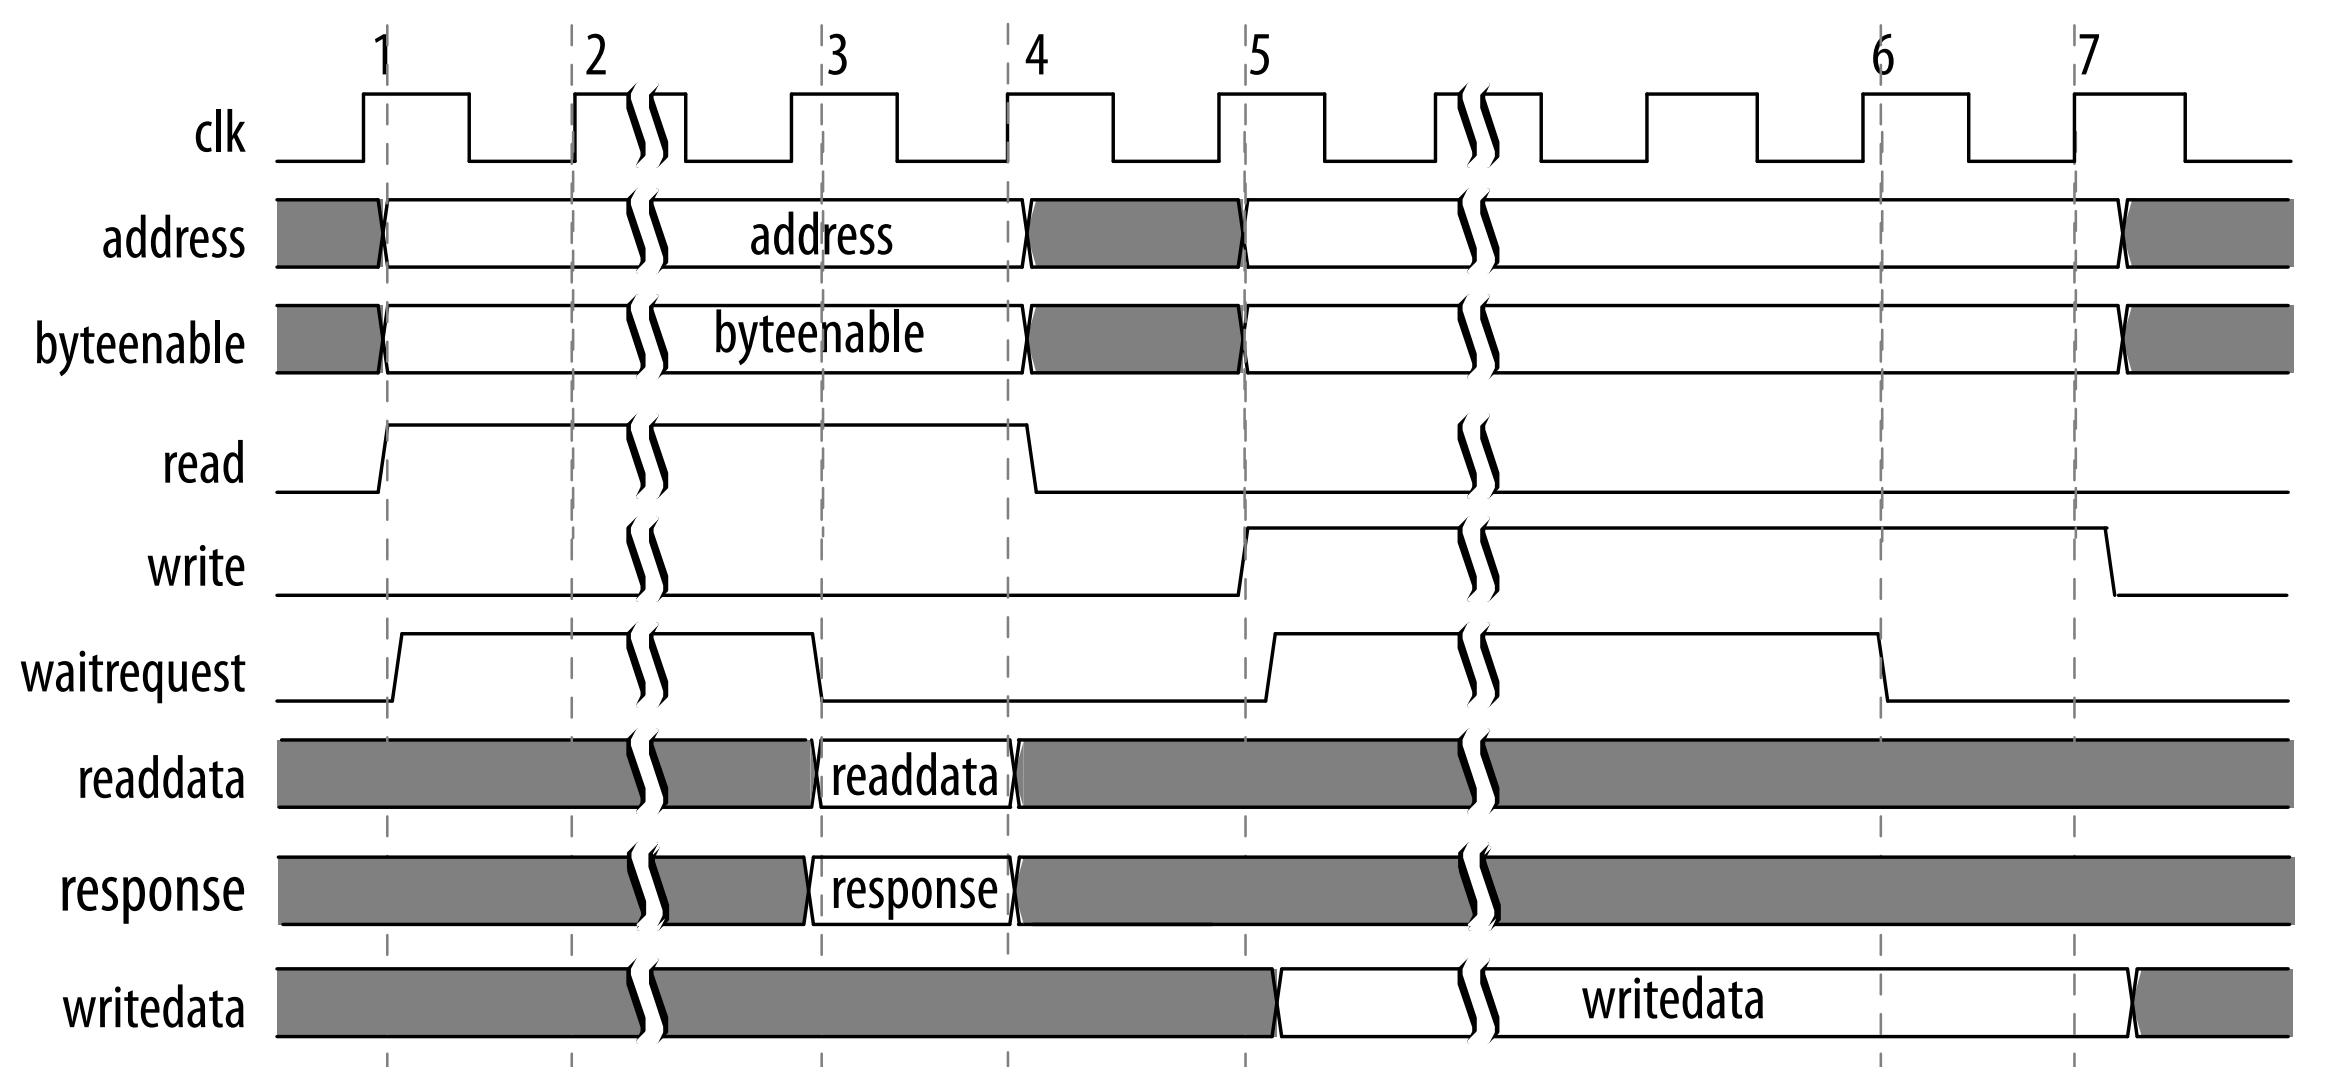 1 2 3 4 5 6 7
clk
address address
byteenable byteenable
read
write
waitrequest
readdata readdata
response response
writedata writedata